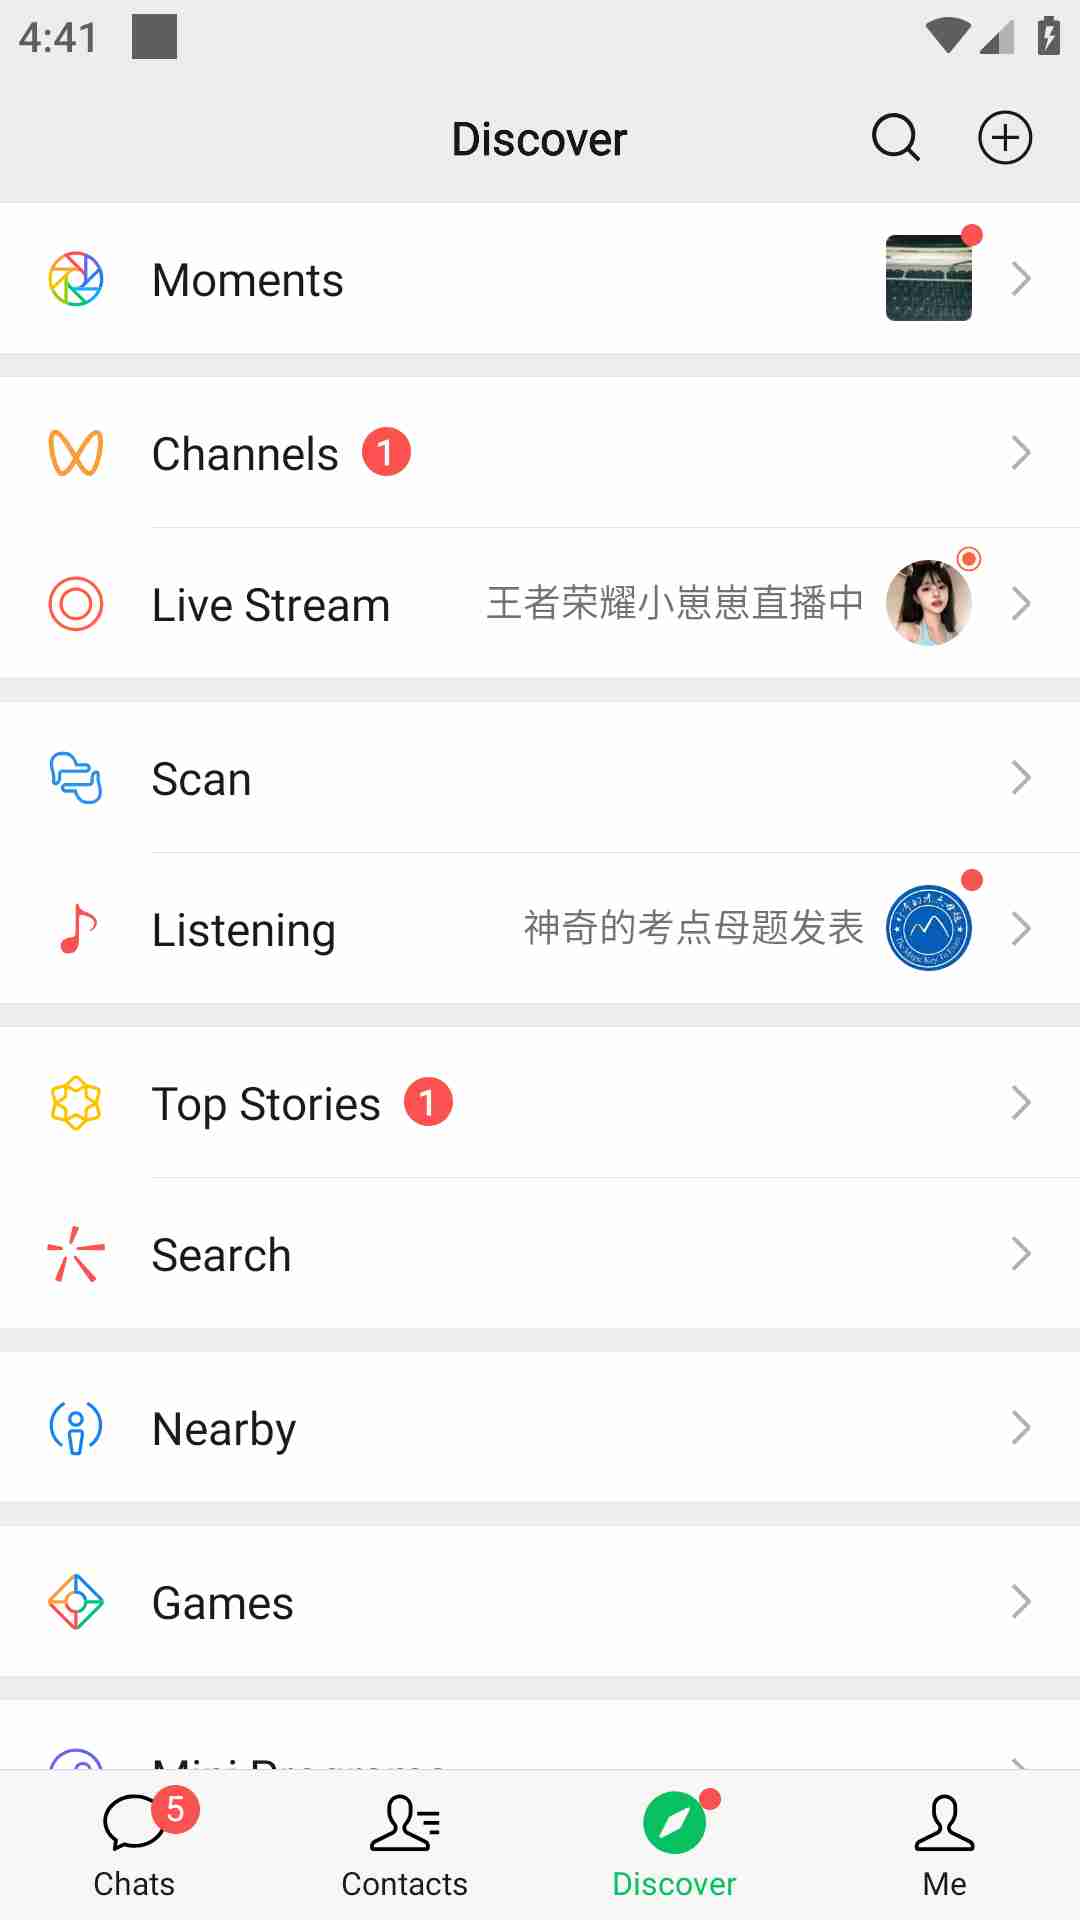 4:41
Discover
Moments
Channels 1
Live Stream 王者荣耀小崽崽直播中
Scan
Listening 神奇的考点母题发表
Top Stories 1
Search
Nearby
Games
Mini Programs
5
Chats Contacts Discover Me